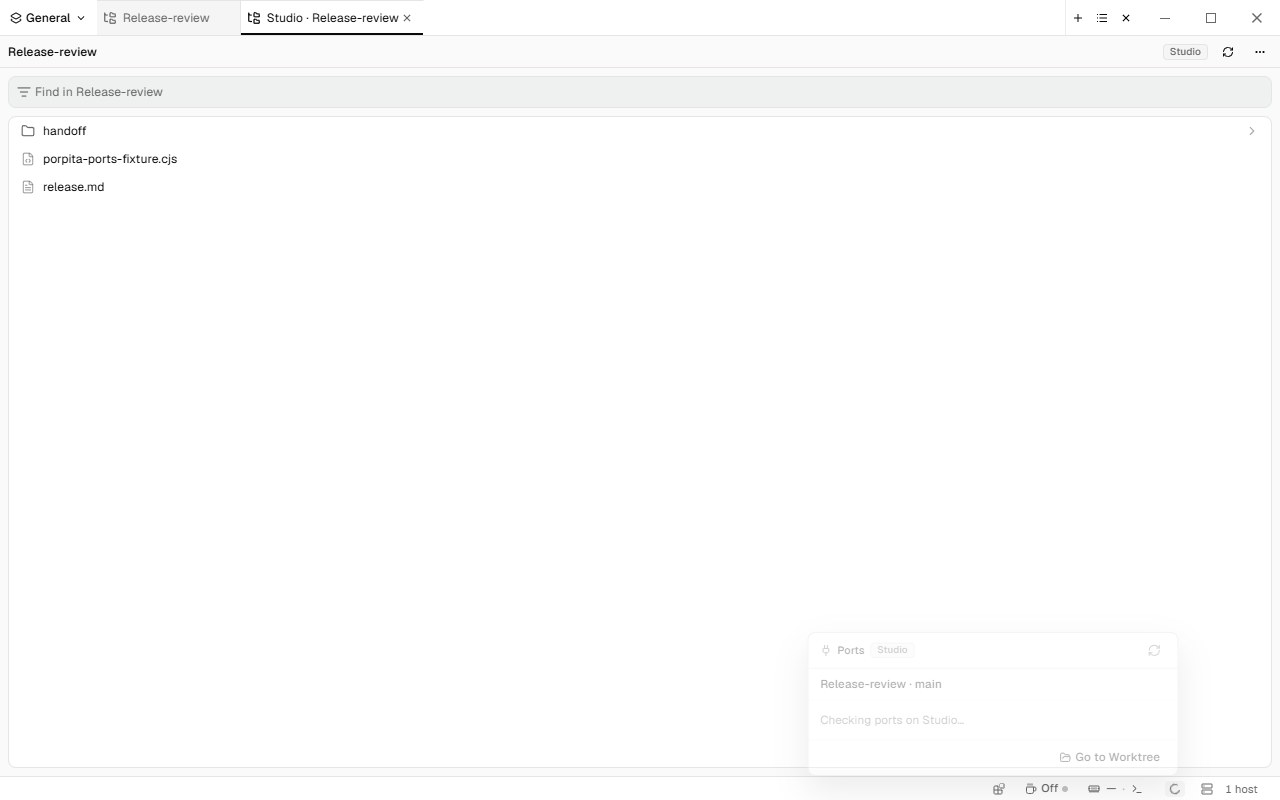 General
Release-review
Studio · Release-review
Release-review
Studio
Find in Release-review
handoff
porpita-ports-fixture.cjs
release.md
Ports
Studio
Release-review · main
Checking ports on Studio...
Go to Worktree
Off
1 host